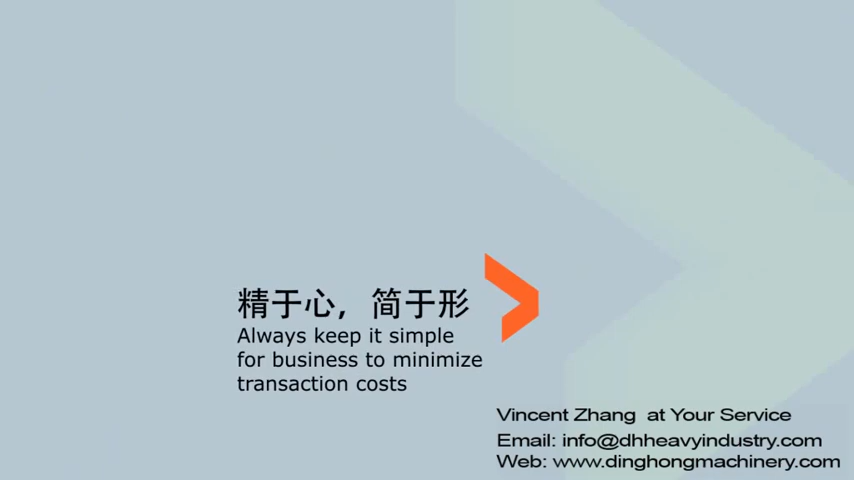 精于心，简于形
Always keep it simple
for business to minimize
transaction costs
Vincent Zhang at Your Service
Email: info@dhheavyindustry.com
Web: www.dinghongmachinery.com